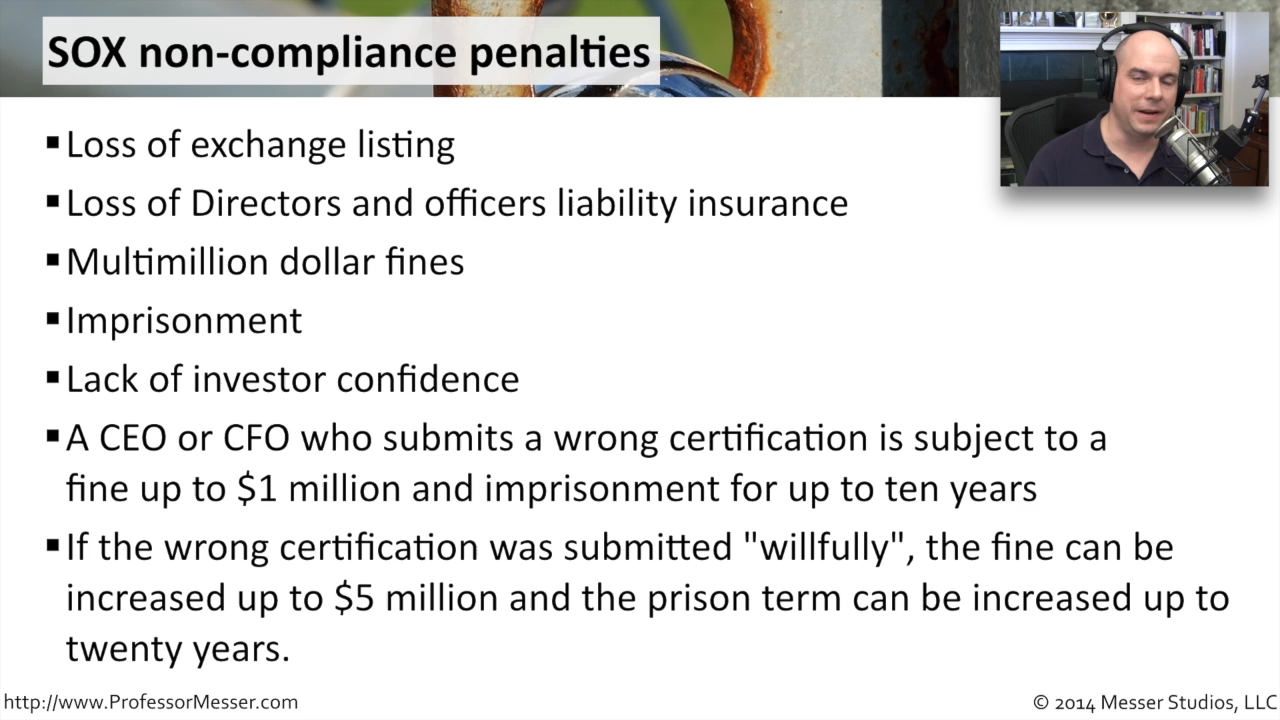 SOX non-compliance penalties
▪Loss of exchange listing
▪Loss of Directors and officers liability insurance
▪Multimillion dollar fines
▪Imprisonment
▪Lack of investor confidence
▪A CEO or CFO who submits a wrong certification is subject to a
fine up to $1 million and imprisonment for up to ten years
▪If the wrong certification was submitted "willfully", the fine can be
increased up to $5 million and the prison term can be increased up to
twenty years.
http://www.ProfessorMesser.com
© 2014 Messer Studios, LLC